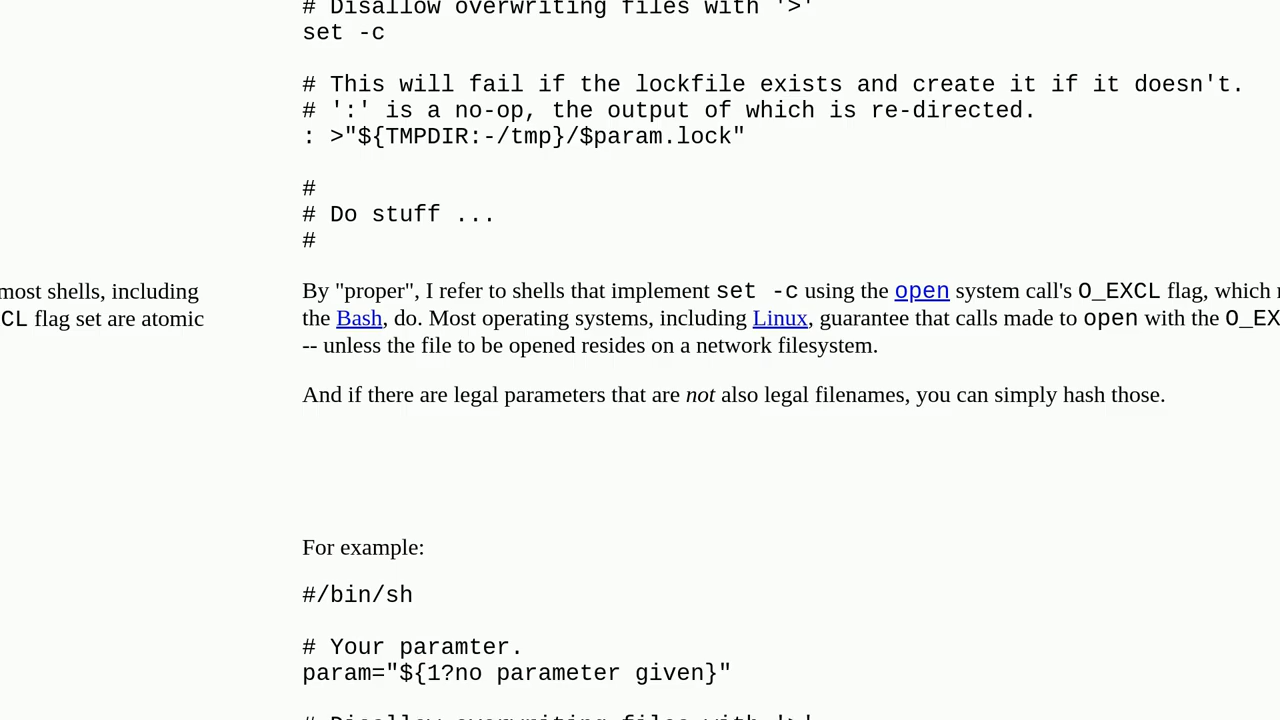 # Disallow overwriting files with '>'
set -c
# This will fail if the lockfile exists and create it if it doesn't.
# ':' is a no-op, the output of which is re-directed.
: >"${TMPDIR:-/tmp}/$param.lock"
#
# Do stuff ...
#
most shells, including
CL flag set are atomic
By "proper", I refer to shells that implement set -c using the open system call's O_EXCL flag, which
the Bash, do. Most operating systems, including Linux, guarantee that calls made to open with the O_EX
-- unless the file to be opened resides on a network filesystem.
And if there are legal parameters that are not also legal filenames, you can simply hash those.
For example:
#/bin/sh
# Your paramter.
param="${1?no parameter given}"
# Disallow overwriting files with '>'